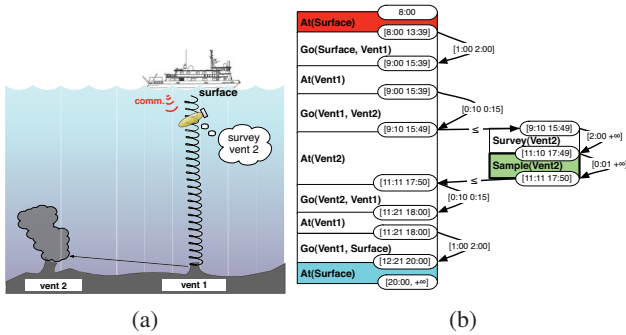 surface
comm.
survey
vent 2
vent 2
vent 1
(a)
8:00
At(Surface)
[8:00 13:39]
Go(Surface, Vent1)
[1:00 2:00]
[9:00 15:39]
At(Vent1)
[9:00 15:39]
Go(Vent1, Vent2)
[0:10 0:15]
[9:10 15:49]
≤
[9:10 15:49]
Survey(Vent2)
[2:00 +∞]
At(Vent2)
[11:10 17:49]
Sample(Vent2)
[0:01 +∞]
[11:11 17:50]
≤
[11:11 17:50]
Go(Vent2, Vent1)
[0:10 0:15]
[11:21 18:00]
At(Vent1)
[11:21 18:00]
Go(Vent1, Surface)
[1:00 2:00]
[12:21 20:00]
At(Surface)
[20:00, +∞]
(b)